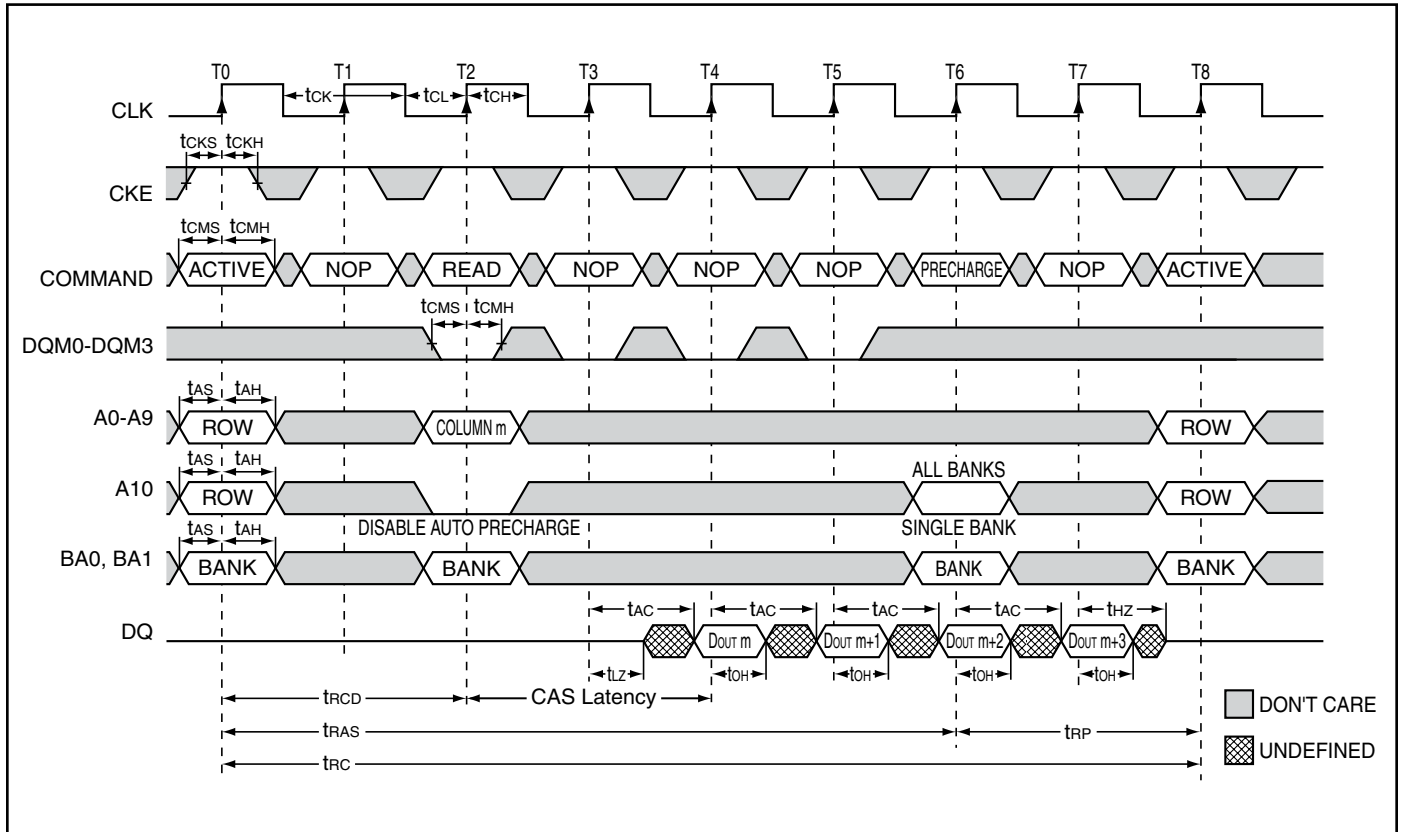 T0 T1 T2 T3 T4 T5 T6 T7 T8
CLK tCK tCL tCH
tCKS tCKH
CKE
tCMS tCMH
COMMAND ACTIVE NOP READ NOP NOP NOP PRECHARGE NOP ACTIVE
tCMS tCMH
DQM0-DQM3
tAS tAH
A0-A9 ROW COLUMN m ROW
tAS tAH ALL BANKS
A10 ROW ROW
DISABLE AUTO PRECHARGE SINGLE BANK
tAS tAH
BA0, BA1 BANK BANK BANK BANK
tAC tAC tAC tAC tHZ
DQ DOUT m DOUT m+1 DOUT m+2 DOUT m+3
tLZ tOH tOH tOH tOH
tRCD CAS Latency
DON'T CARE
tRAS tRP
UNDEFINED
tRC